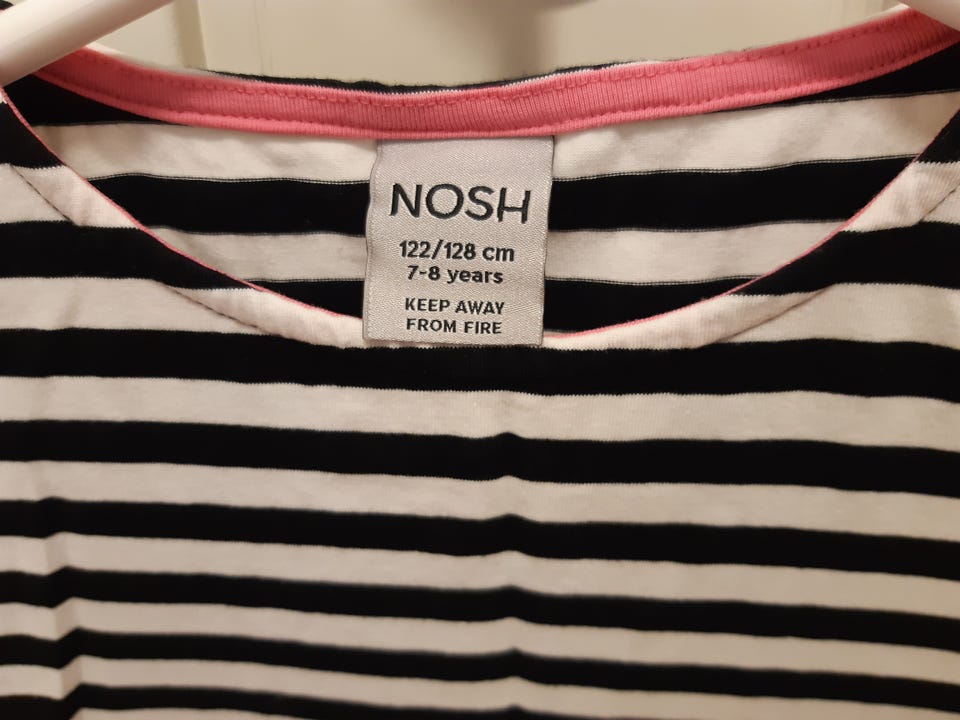 NOSH
122/128 cm
7-8 years
KEEP AWAY
FROM FIRE